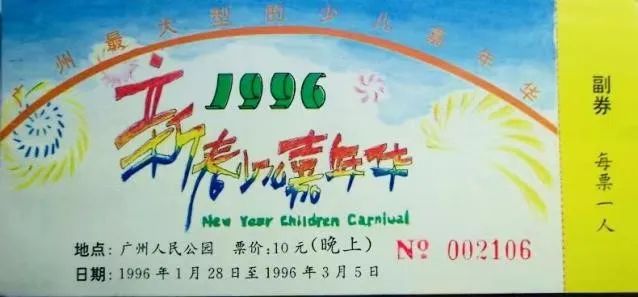 广州最大型的少儿嘉年华
1996
新春少儿嘉年华
New Year Children Carnival
地点：广州人民公园 票价：10元(晚上) Nº 002106
日期：1996年1月28日至1996年3月5日
副券
每票一人